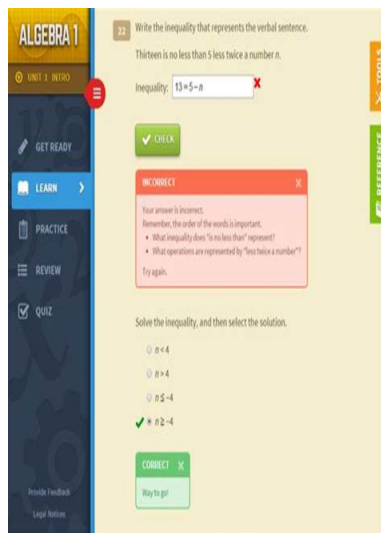 ALGEBRA 1
UNIT 1 INTRO
GET READY
LEARN
PRACTICE
REVIEW
QUIZ
Provide Feedback
Legal Notices
22 Write the inequality that represents the verbal sentence.
Thirteen is no less than 5 less twice a number n.
Inequality: 13=5-n
CHECK
INCORRECT X
Your answer is incorrect.
Remember, the order of the words is important.
• What inequality does "is no less than" represent?
• What operations are represented by "less twice a number"?
Try again.
Solve the inequality, and then select the solution.
n<4
n>4
n≤-4
n≥-4
CORRECT X
Way to go!
TOOLS
REFERENCE